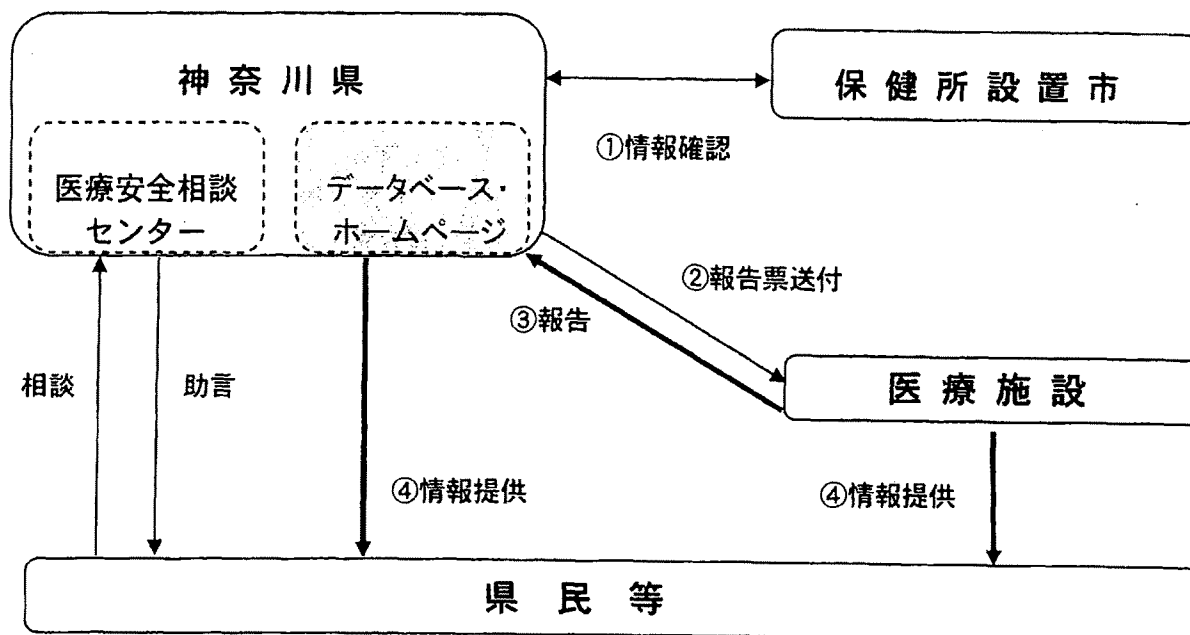 神奈川県
保健所設置市
①情報確認
医療安全相談
センター
データベース・
ホームページ
②報告票送付
③報告
相談
助言
医療施設
④情報提供
④情報提供
県民等